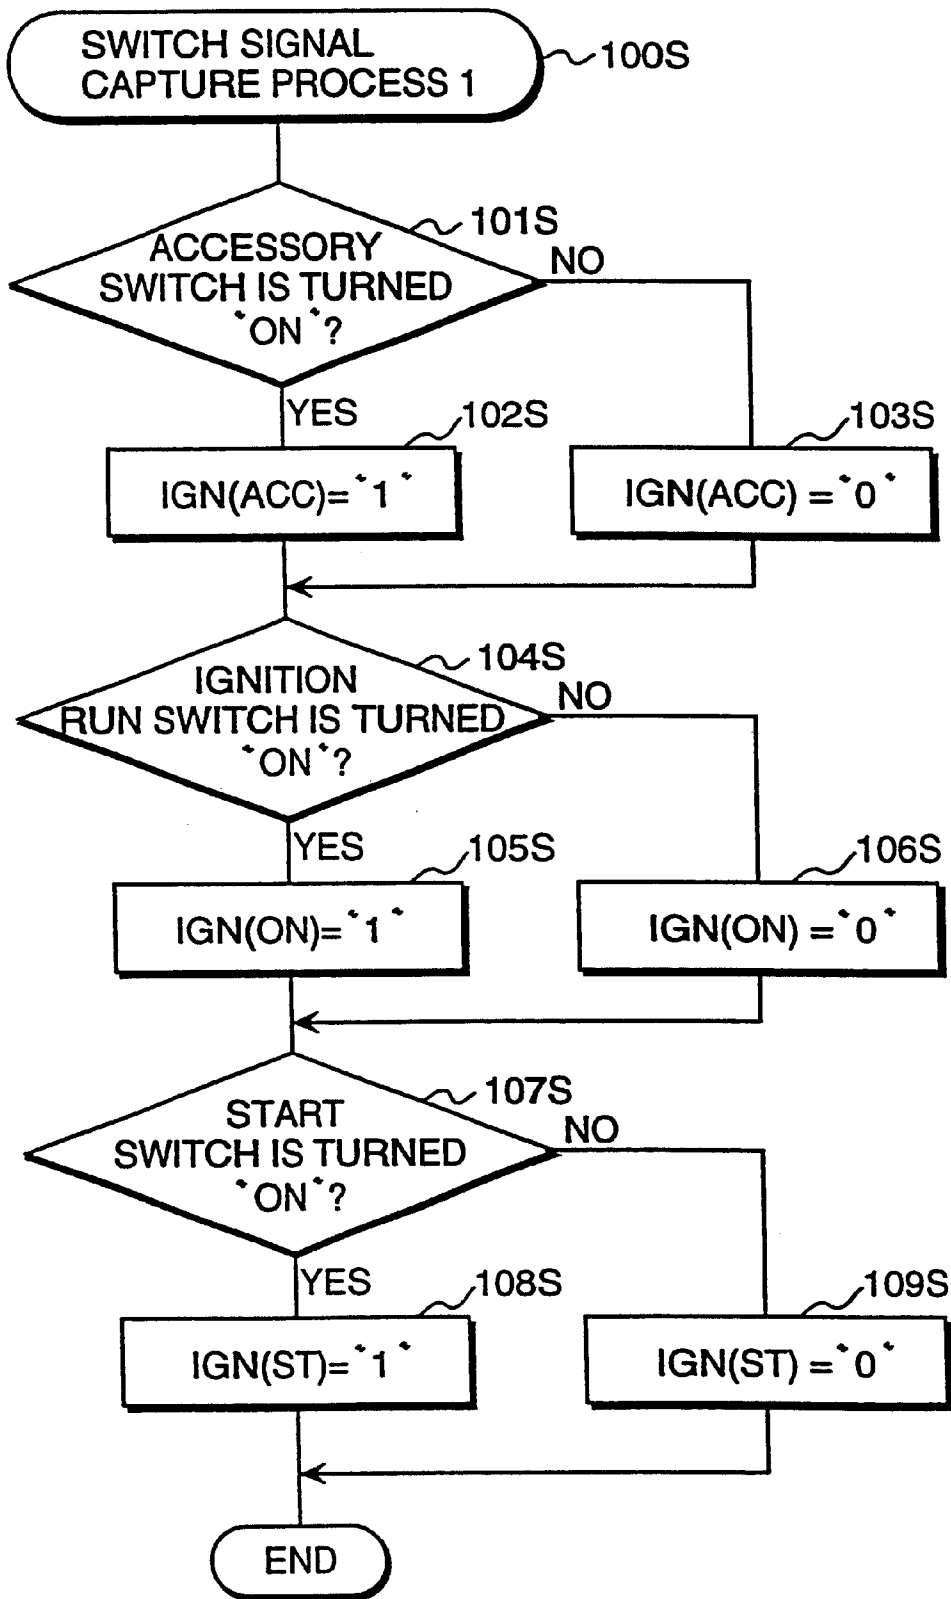 SWITCH SIGNAL
CAPTURE PROCESS 1
100S
101S
ACCESSORY
SWITCH IS TURNED
"ON"?
NO
YES
102S
103S
IGN(ACC)="1"
IGN(ACC) ="0"
104S
IGNITION
RUN SWITCH IS TURNED
"ON"?
NO
YES
105S
106S
IGN(ON)="1"
IGN(ON) ="0"
107S
START
SWITCH IS TURNED
"ON"?
NO
YES
108S
109S
IGN(ST)="1"
IGN(ST) ="0"
END